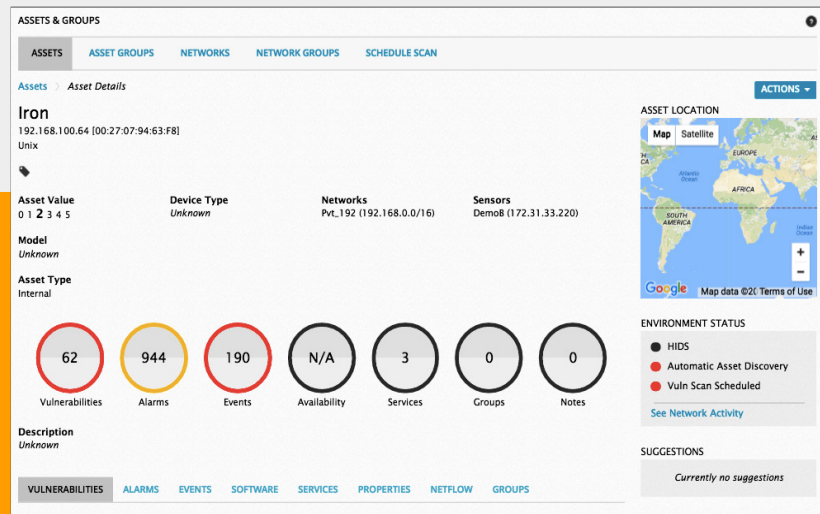 ASSETS & GROUPS
ASSETS ASSET GROUPS NETWORKS NETWORK GROUPS SCHEDULE SCAN
Assets Asset Details
ACTIONS
Iron
192.168.100.64 [00:27:07:94:63:F8]
Unix
Asset Value Device Type Networks Sensors
0 1 2 3 4 5 Unknown Pvt_192 (192.168.0.0/16) DemoB (172.31.33.220)
Model
Unknown
Asset Type
Internal
62 944 190 N/A 3 0 0
Vulnerabilities Alarms Events Availability Services Groups Notes
Description
Unknown
VULNERABILITIES ALARMS EVENTS SOFTWARE SERVICES PROPERTIES NETFLOW GROUPS
ASSET LOCATION
Map Satellite
EUROPE
Atlantic
Ocean
AFRICA
SOUTH
AMERICA
Indian
Ocean
+
−
Google Map data ©20 Terms of Use
ENVIRONMENT STATUS
HIDS
Automatic Asset Discovery
Vuln Scan Scheduled
See Network Activity
SUGGESTIONS
Currently no suggestions